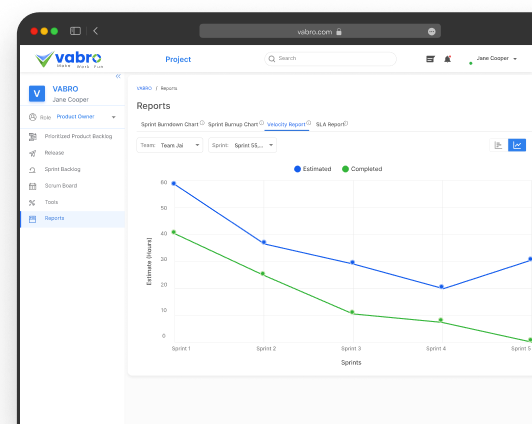 vabro.com
vabro
Make Work Fun
Project
Search
Jane Cooper
V
VABRO
Jane Cooper
Role Product Owner
Prioritized Product Backlog
Release
Sprint Backlog
Scrum Board
Tools
Reports
VABRO / Reports
Reports
Sprint Burndown Chart Sprint Burnup Chart Velocity Report SLA Report
Team: Team Jai Sprint: Sprint 55,...
Estimated Completed
Estimate (Hours)
60
50
40
30
20
10
0
Sprint 1 Sprint 2 Sprint 3 Sprint 4 Sprint 5
Sprints